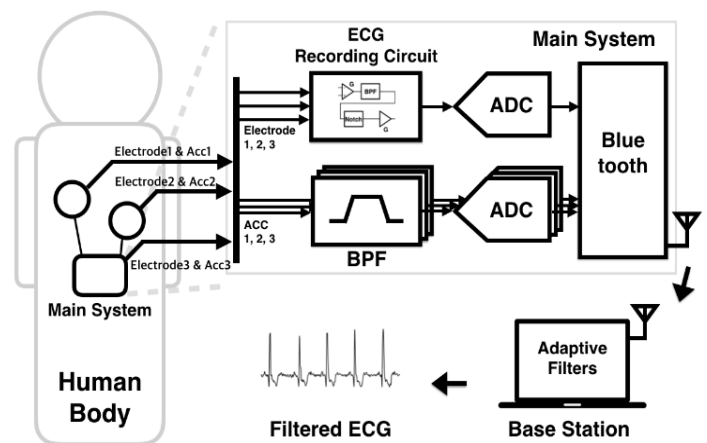 ECG
Recording Circuit
Main System
G
BPF
Notch
G
ADC
Electrode
1, 2, 3
Blue
tooth
Electrode1 & Acc1
Electrode2 & Acc2
Electrode3 & Acc3
ACC
1, 2, 3
BPF
ADC
Main System
Human
Body
Filtered ECG
Adaptive
Filters
Base Station